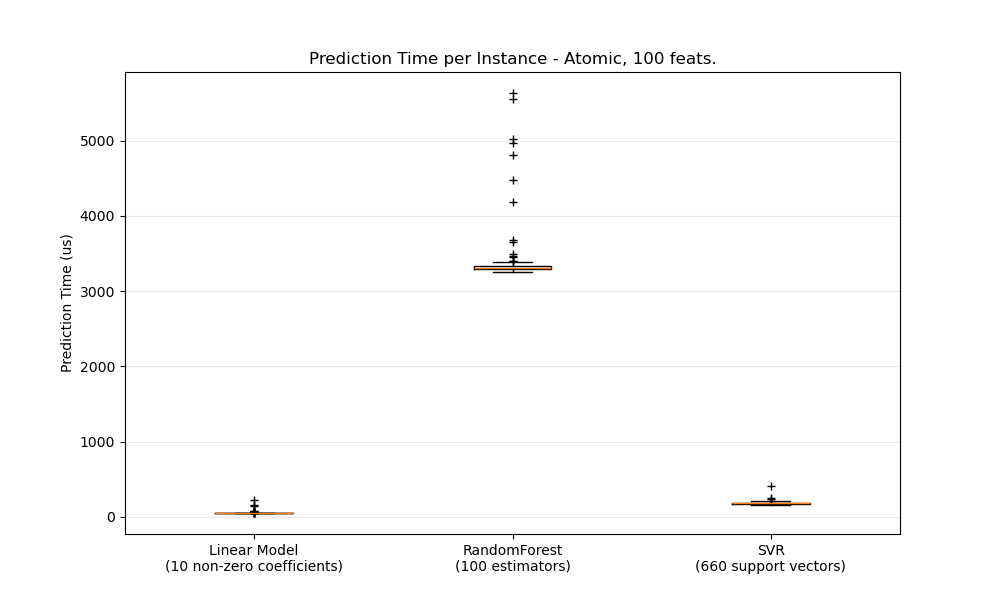 Prediction Time per Instance - Atomic, 100 feats.
Prediction Time (us)
5000
4000
3000
2000
1000
0
Linear Model
(10 non-zero coefficients)
RandomForest
(100 estimators)
SVR
(660 support vectors)